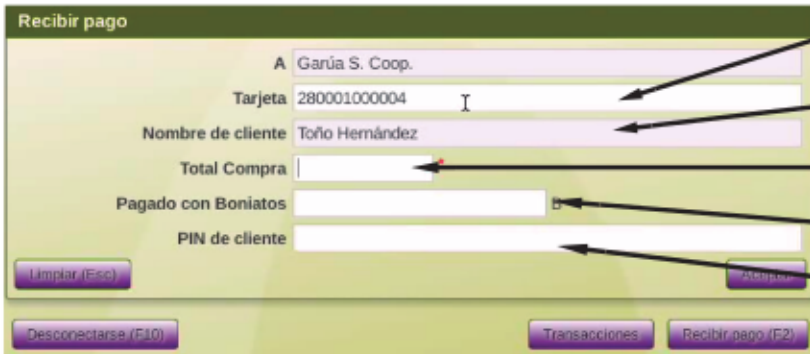 Recibir pago
A Garúa S. Coop.
Tarjeta 280001000004
Nombre de cliente Toño Hernández
Total Compra *
Pagado con Boniatos B
PIN de cliente
Limpiar (Esc) Aceptar
Desconectarse (F10) Transacciones Recibir pago (F2)